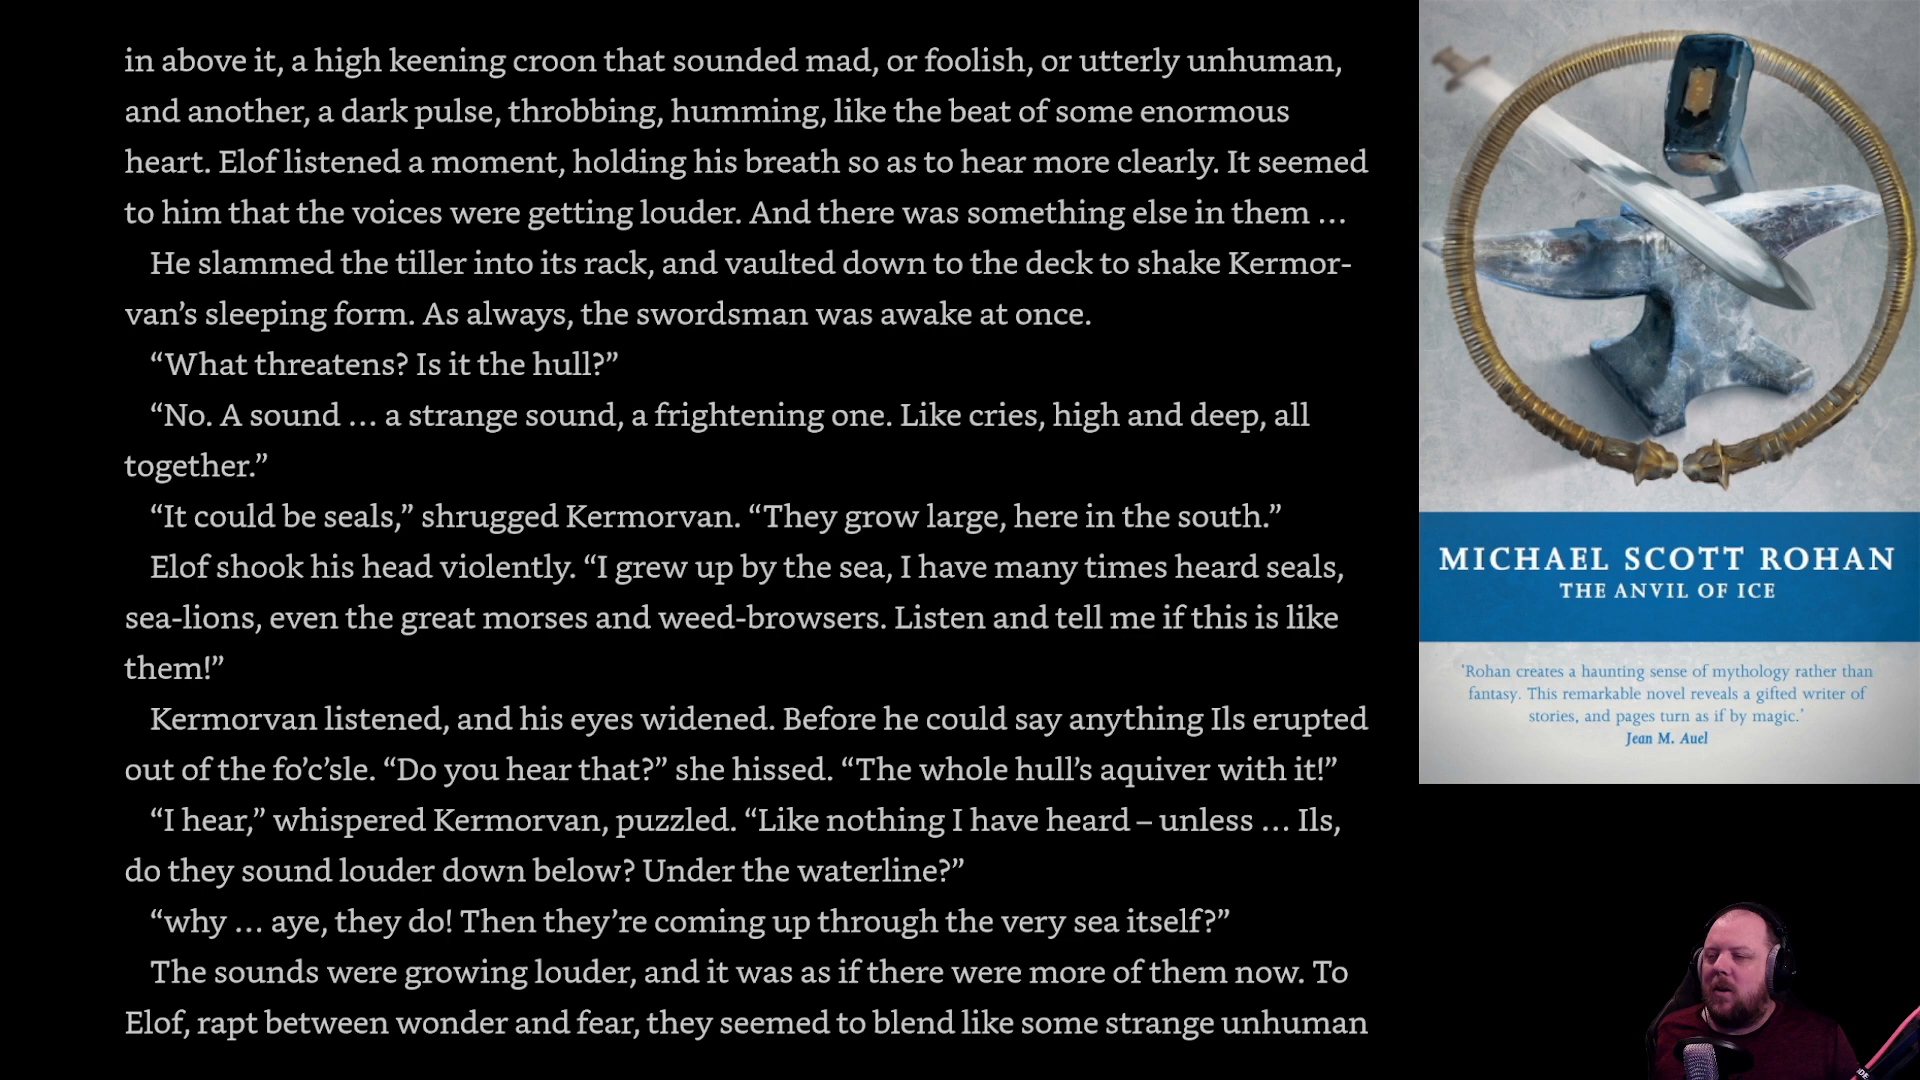 in above it, a high keening croon that sounded mad, or foolish, or utterly unhuman,
and another, a dark pulse, throbbing, humming, like the beat of some enormous
heart. Elof listened a moment, holding his breath so as to hear more clearly. It seemed
to him that the voices were getting louder. And there was something else in them …
He slammed the tiller into its rack, and vaulted down to the deck to shake Kermor-
van’s sleeping form. As always, the swordsman was awake at once.
“What threatens? Is it the hull?”
“No. A sound … a strange sound, a frightening one. Like cries, high and deep, all
together.”
“It could be seals,” shrugged Kermorvan. “They grow large, here in the south.”
Elof shook his head violently. “I grew up by the sea, I have many times heard seals,
sea-lions, even the great morses and weed-browsers. Listen and tell me if this is like
them!”
Kermorvan listened, and his eyes widened. Before he could say anything Ils erupted
out of the fo’c’sle. “Do you hear that?” she hissed. “The whole hull’s aquiver with it!”
“I hear,” whispered Kermorvan, puzzled. “Like nothing I have heard – unless … Ils,
do they sound louder down below? Under the waterline?”
“why … aye, they do! Then they’re coming up through the very sea itself?”
The sounds were growing louder, and it was as if there were more of them now. To
Elof, rapt between wonder and fear, they seemed to blend like some strange unhuman
MICHAEL SCOTT ROHAN
THE ANVIL OF ICE
‘Rohan creates a haunting sense of mythology rather than
fantasy. This remarkable novel reveals a gifted writer of
stories, and pages turn as if by magic.’
Jean M. Auel